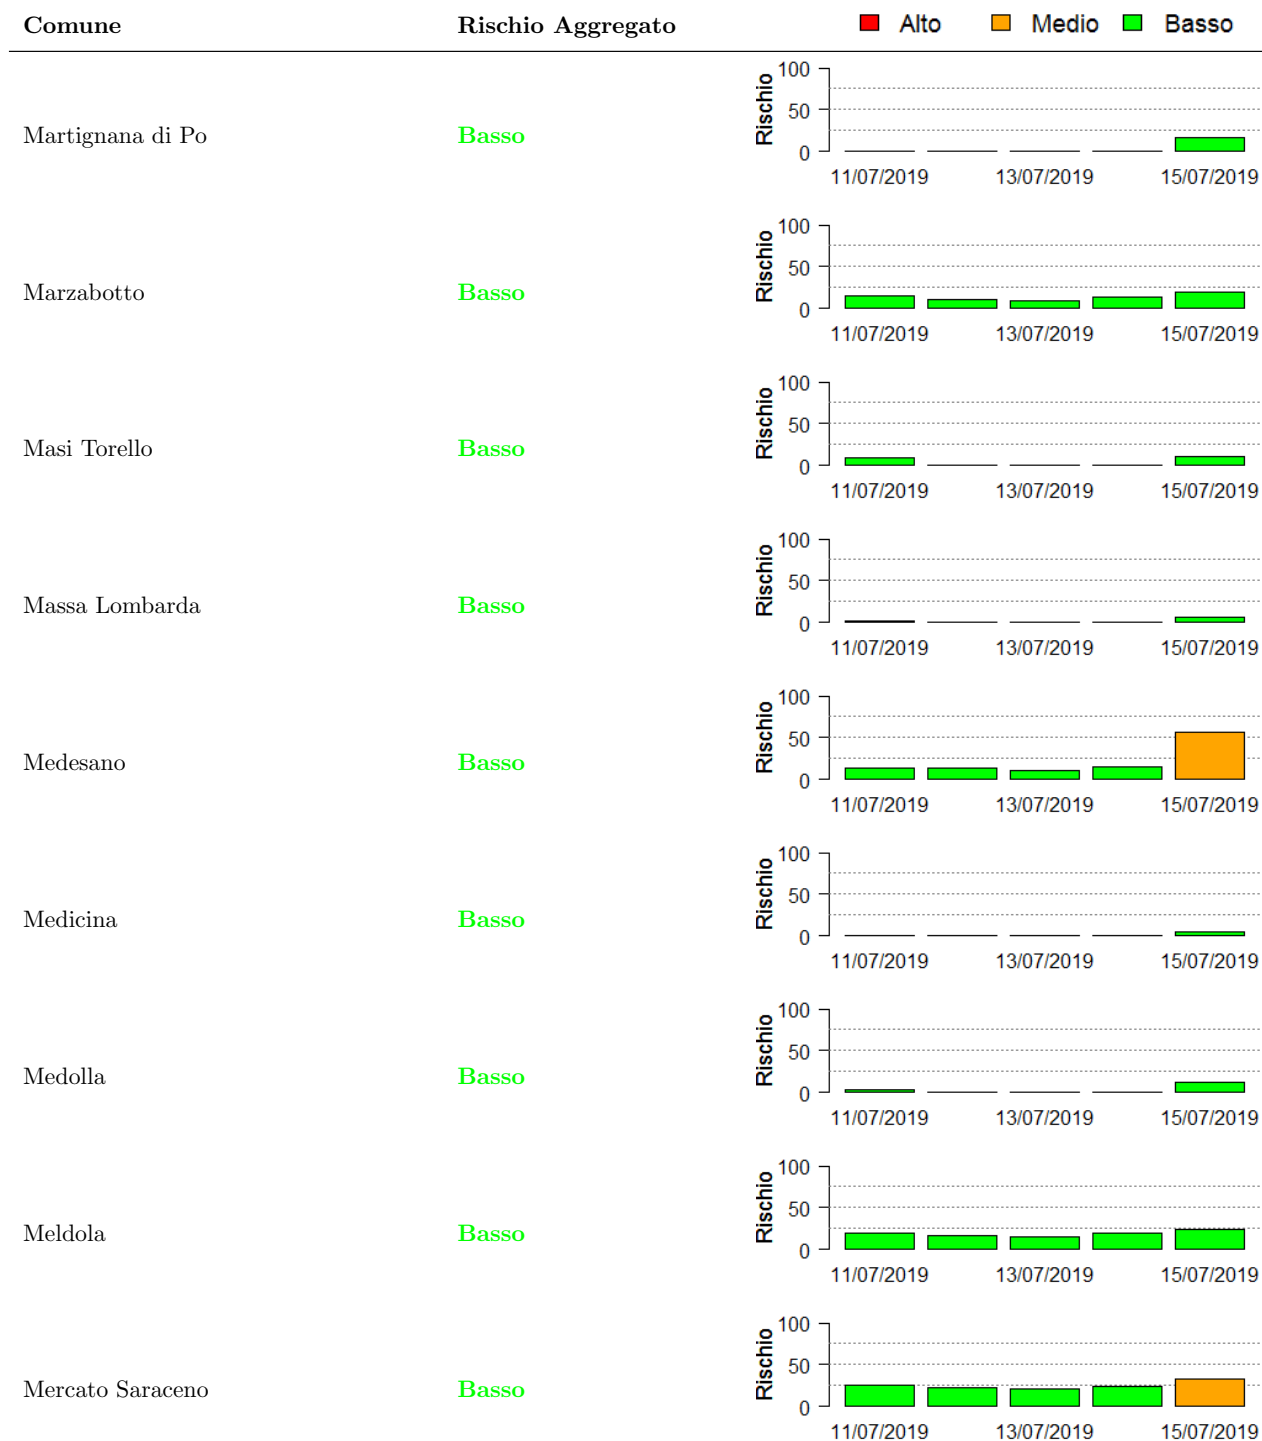 Comune Rischio Aggregato Alto Medio Basso
Martignana di Po Basso
Rischio
100
50
0
11/07/2019 13/07/2019 15/07/2019
Marzabotto Basso
Rischio
100
50
0
11/07/2019 13/07/2019 15/07/2019
Masi Torello Basso
Rischio
100
50
0
11/07/2019 13/07/2019 15/07/2019
Massa Lombarda Basso
Rischio
100
50
0
11/07/2019 13/07/2019 15/07/2019
Medesano Basso
Rischio
100
50
0
11/07/2019 13/07/2019 15/07/2019
Medicina Basso
Rischio
100
50
0
11/07/2019 13/07/2019 15/07/2019
Medolla Basso
Rischio
100
50
0
11/07/2019 13/07/2019 15/07/2019
Meldola Basso
Rischio
100
50
0
11/07/2019 13/07/2019 15/07/2019
Mercato Saraceno Basso
Rischio
100
50
0
11/07/2019 13/07/2019 15/07/2019